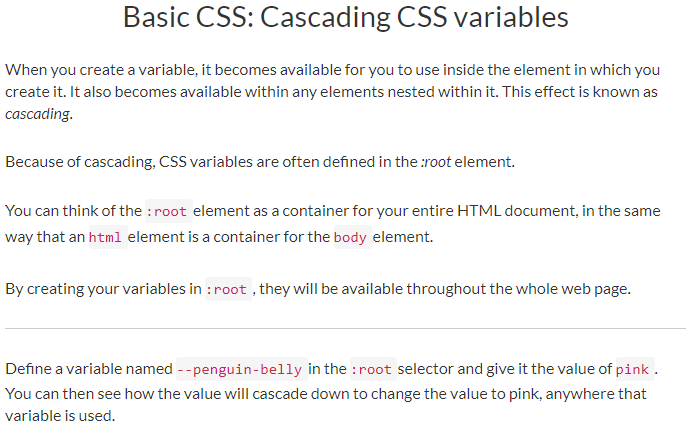 Basic CSS: Cascading CSS variables
When you create a variable, it becomes available for you to use inside the element in which you
create it. It also becomes available within any elements nested within it. This effect is known as
cascading.
Because of cascading, CSS variables are often defined in the :root element.
You can think of the :root element as a container for your entire HTML document, in the same
way that an html element is a container for the body element.
By creating your variables in :root , they will be available throughout the whole web page.
Define a variable named --penguin-belly in the :root selector and give it the value of pink .
You can then see how the value will cascade down to change the value to pink, anywhere that
variable is used.